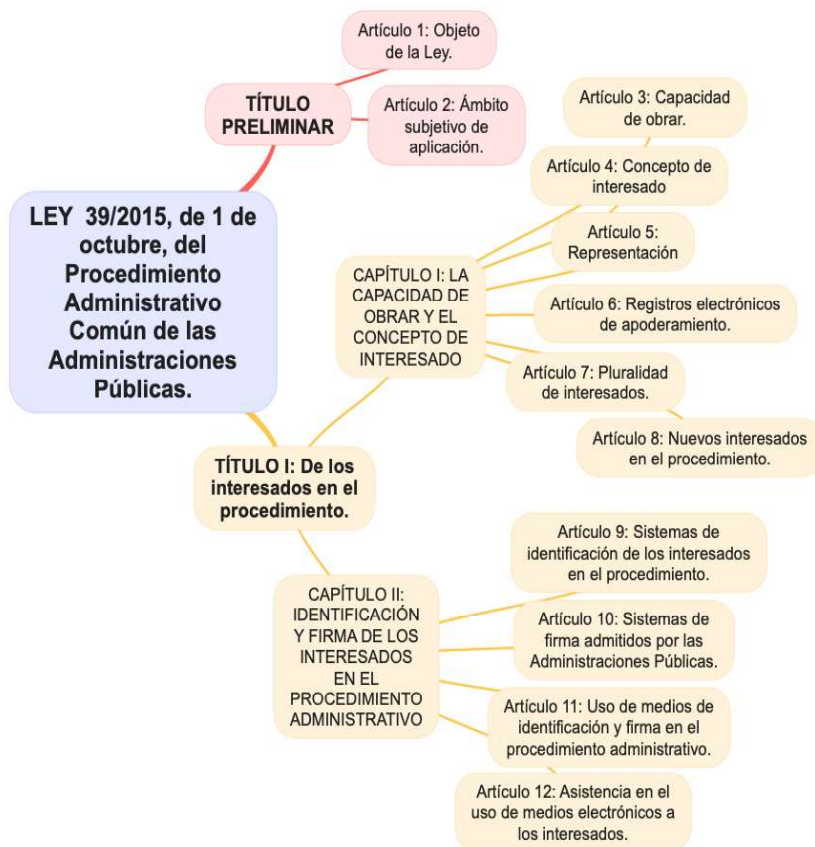 LEY 39/2015, de 1 de
octubre, del
Procedimiento
Administrativo
Común de las
Administraciones
Públicas.
TÍTULO
PRELIMINAR
Artículo 1: Objeto
de la Ley.
Artículo 2: Ámbito
subjetivo de
aplicación.
TÍTULO I: De los
interesados en el
procedimiento.
CAPÍTULO I: LA
CAPACIDAD DE
OBRAR Y EL
CONCEPTO DE
INTERESADO
Artículo 3: Capacidad
de obrar.
Artículo 4: Concepto de
interesado
Artículo 5:
Representación
Artículo 6: Registros electrónicos
de apoderamiento.
Artículo 7: Pluralidad
de interesados.
Artículo 8: Nuevos interesados
en el procedimiento.
CAPÍTULO II:
IDENTIFICACIÓN
Y FIRMA DE LOS
INTERESADOS
EN EL
PROCEDIMIENTO
ADMINISTRATIVO
Artículo 9: Sistemas de
identificación de los interesados
en el procedimiento.
Artículo 10: Sistemas de
firma admitidos por las
Administraciones Públicas.
Artículo 11: Uso de medios de
identificación y firma en el
procedimiento administrativo.
Artículo 12: Asistencia en el
uso de medios electrónicos a
los interesados.